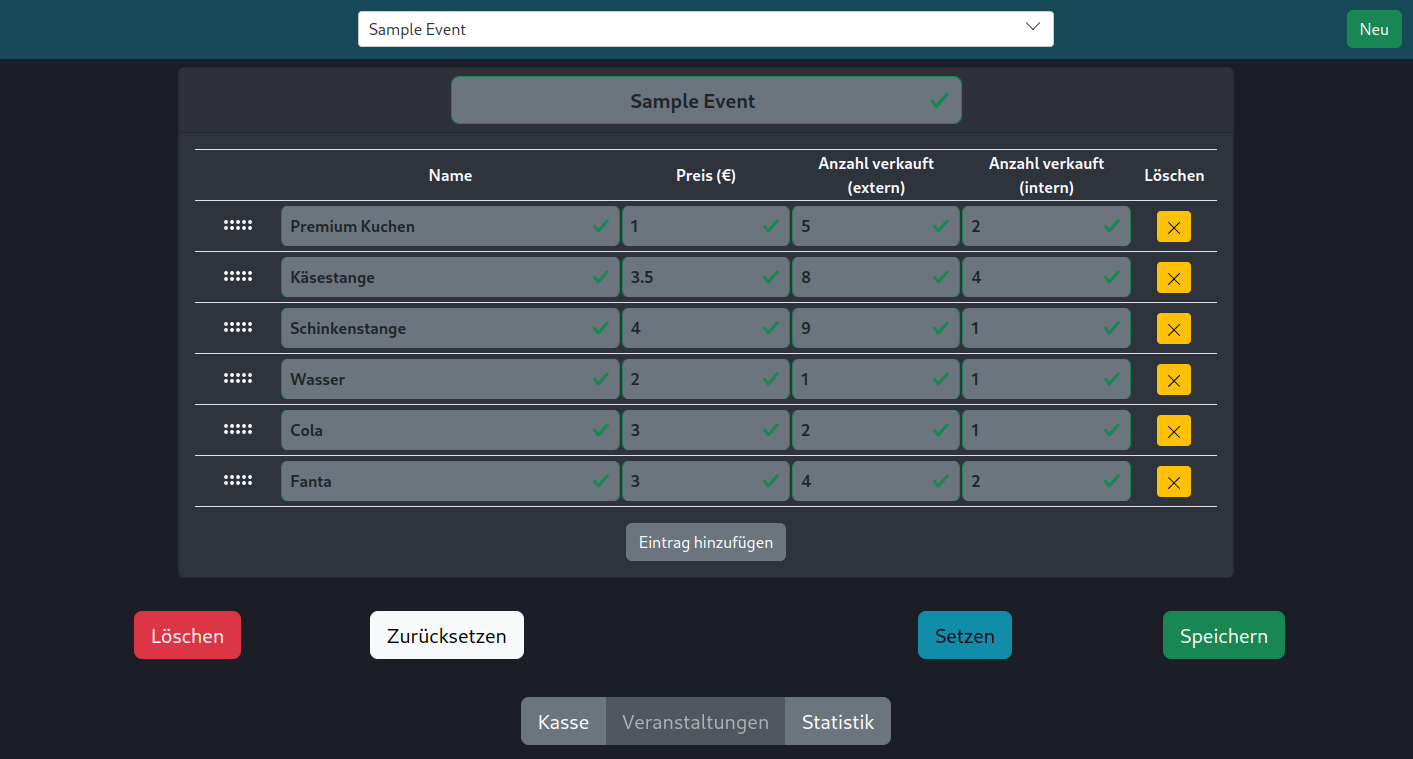 Sample Event
Neu
Sample Event
Name Preis (€) Anzahl verkauft (extern) Anzahl verkauft (intern) Löschen
Premium Kuchen 1 5 2
Käsestange 3.5 8 4
Schinkenstange 4 9 1
Wasser 2 1 1
Cola 3 2 1
Fanta 3 4 2
Eintrag hinzufügen
Löschen Zurücksetzen Setzen Speichern
Kasse Veranstaltungen Statistik